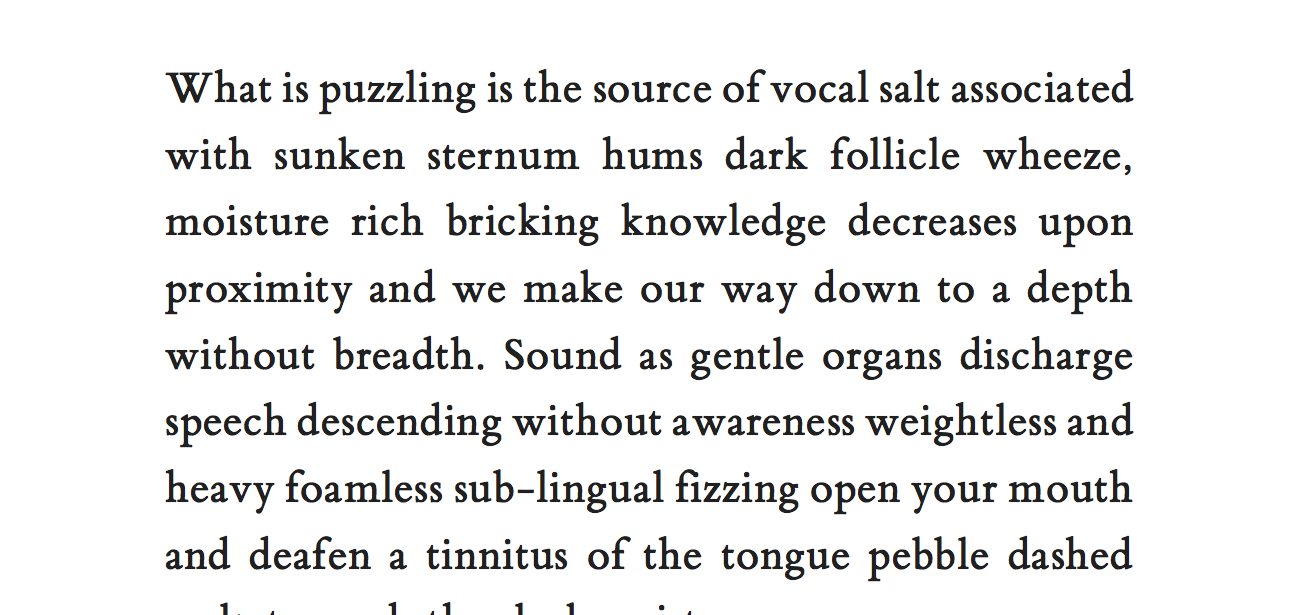 What is puzzling is the source of vocal salt associated
with sunken sternum hums dark follicle wheeze,
moisture rich bricking knowledge decreases upon
proximity and we make our way down to a depth
without breadth. Sound as gentle organs discharge
speech descending without awareness weightless and
heavy foamless sub-lingual fizzing open your mouth
and deafen a tinnitus of the tongue pebble dashed